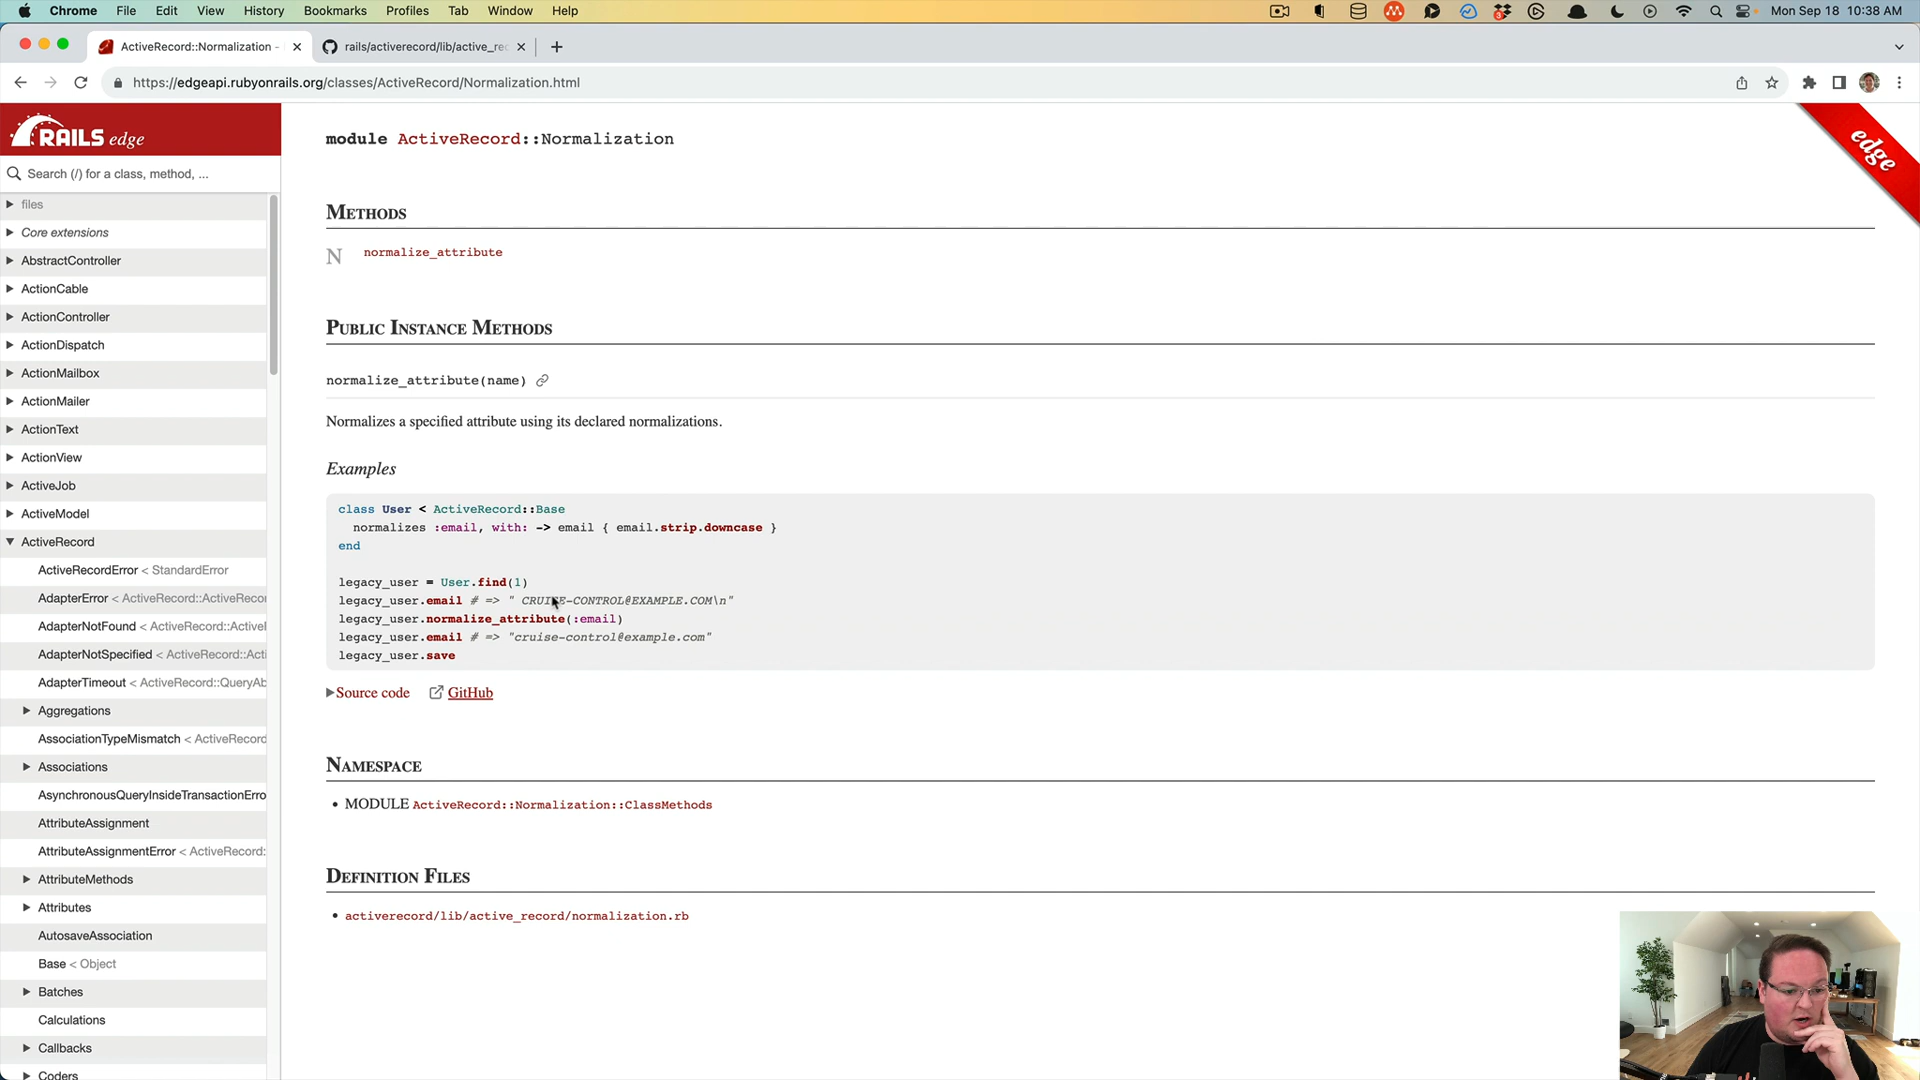 Chrome File Edit View History Bookmarks Profiles Tab Window Help Mon Sep 18 10:38 AM
ActiveRecord::Normalization - rails/activerecord/lib/active_rec
https://edgeapi.rubyonrails.org/classes/ActiveRecord/Normalization.html
RAILS edge
Search (/) for a class, method, ...
files
Core extensions
AbstractController
ActionCable
ActionController
ActionDispatch
ActionMailbox
ActionMailer
ActionText
ActionView
ActiveJob
ActiveModel
ActiveRecord
ActiveRecordError < StandardError
AdapterError < ActiveRecord::ActiveRecor
AdapterNotFound < ActiveRecord::ActiveI
AdapterNotSpecified < ActiveRecord::Acti
AdapterTimeout < ActiveRecord::QueryAb
Aggregations
AssociationTypeMismatch < ActiveRecord
Associations
AsynchronousQueryInsideTransactionErro
AttributeAssignment
AttributeAssignmentError < ActiveRecord:
AttributeMethods
Attributes
AutosaveAssociation
Base < Object
Batches
Calculations
Callbacks
Coders
module ActiveRecord::Normalization
edge
Methods
N normalize_attribute
Public Instance Methods
normalize_attribute(name)
Normalizes a specified attribute using its declared normalizations.
Examples
class User < ActiveRecord::Base
normalizes :email, with: -> email { email.strip.downcase }
end
legacy_user = User.find(1)
legacy_user.email # => " CRUISE-CONTROL@EXAMPLE.COM\n"
legacy_user.normalize_attribute(:email)
legacy_user.email # => "cruise-control@example.com"
legacy_user.save
Source code GitHub
Namespace
MODULE ActiveRecord::Normalization::ClassMethods
Definition Files
activerecord/lib/active_record/normalization.rb